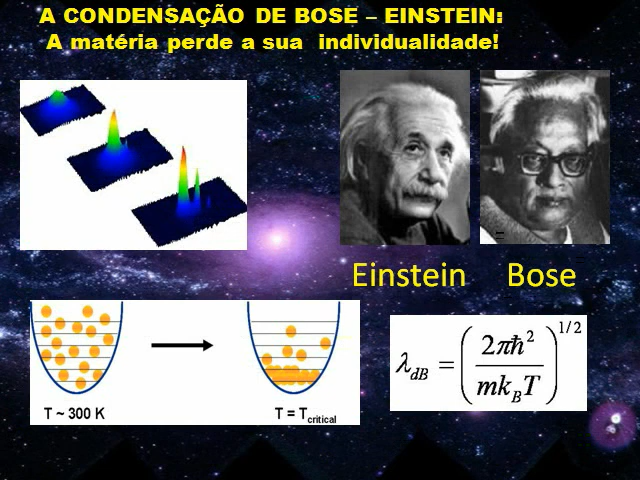 A CONDENSAÇÃO DE BOSE – EINSTEIN:
A matéria perde a sua individualidade!
Einstein
Bose
T ~ 300 K
T = T_critical
λ_dB = (2πħ² / mk_BT)^1/2